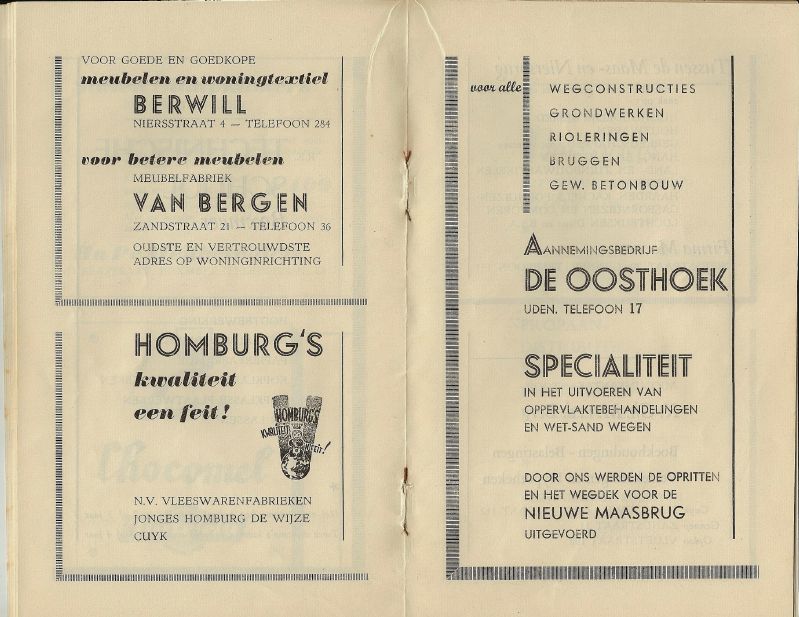 VOOR GOEDE EN GOEDKOPE
meubelen en woningtextiel
BERWILL
NIERSSTRAAT 4 — TELEFOON 284
voor betere meubelen
MEUBELFABRIEK
VAN BERGEN
ZANDSTRAAT 21 — TELEFOON 36
OUDSTE EN VERTROUWDSTE
ADRES OP WONINGINRICHTING
HOMBURG'S
kwaliteit
een feit!
HOMBURG'S
KWALITEIT
N.V. VLEESWARENFABRIEKEN
JONGES HOMBURG DE WIJZE
CUYK
voor alle
WEGCONSTRUCTIES
GRONDWERKEN
RIOLERINGEN
BRUGGEN
GEW. BETONBOUW
AANNEMINGSBEDRIJF
DE OOSTHOEK
UDEN. TELEFOON 17
SPECIALITEIT
IN HET UITVOEREN VAN
OPPERVLAKTEBEHANDELINGEN
EN WET-SAND WEGEN
DOOR ONS WERDEN DE OPRITTEN
EN HET WEGDEK VOOR DE
NIEUWE MAASBRUG
UITGEVOERD